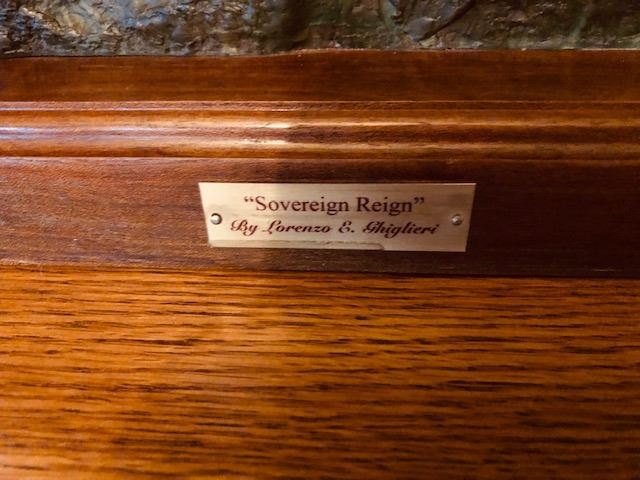 “Sovereign Reign”
By Lorenzo E. Ghiglieri